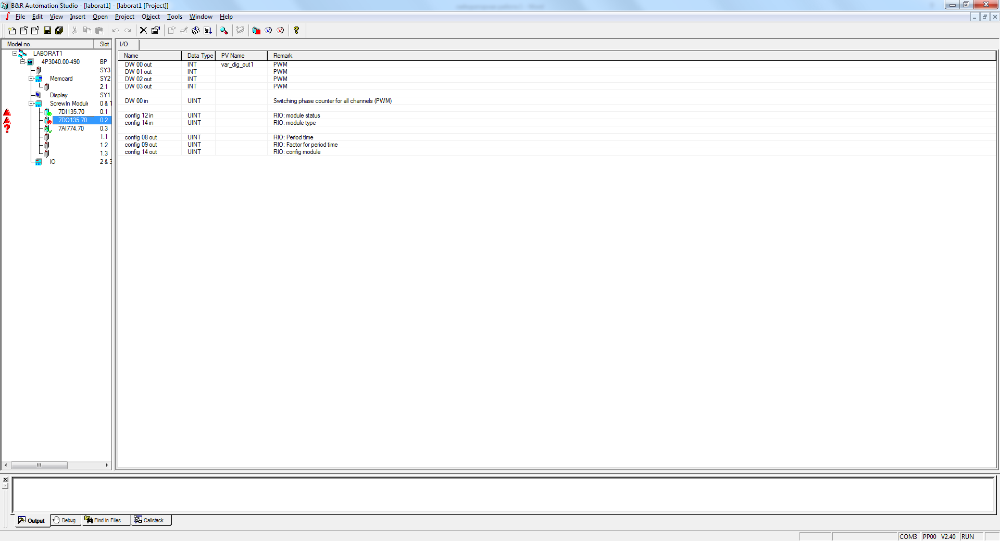 B&R Automation Studio - [laborat1] - [laborat1 [Project]]
File Edit View Insert Open Project Object Tools Window Help
Model no. Slot
LABORAT1
4P3040.00-490 BP
SY3
Memcard SY2
2.1
Display SY1
ScrewIn Module 0 & 1
7DI135.70 0.1
7DO135.70 0.2
7AI774.70 0.3
1.1
1.2
1.3
IO 2 & 3
I/O
Name Data Type PV Name Remark
DW 00 out INT var_dig_out1 PWM
DW 01 out INT PWM
DW 02 out INT PWM
DW 03 out INT PWM
DW 00 in UINT Switching phase counter for all channels (PWM)
config 12 in UINT RIO: module status
config 14 in UINT RIO: module type
config 08 out UINT RIO: Period time
config 09 out UINT RIO: Factor for period time
config 14 out UINT RIO: config module
Output Debug Find in Files Callstack
COM3 PP00 V2.40 RUN